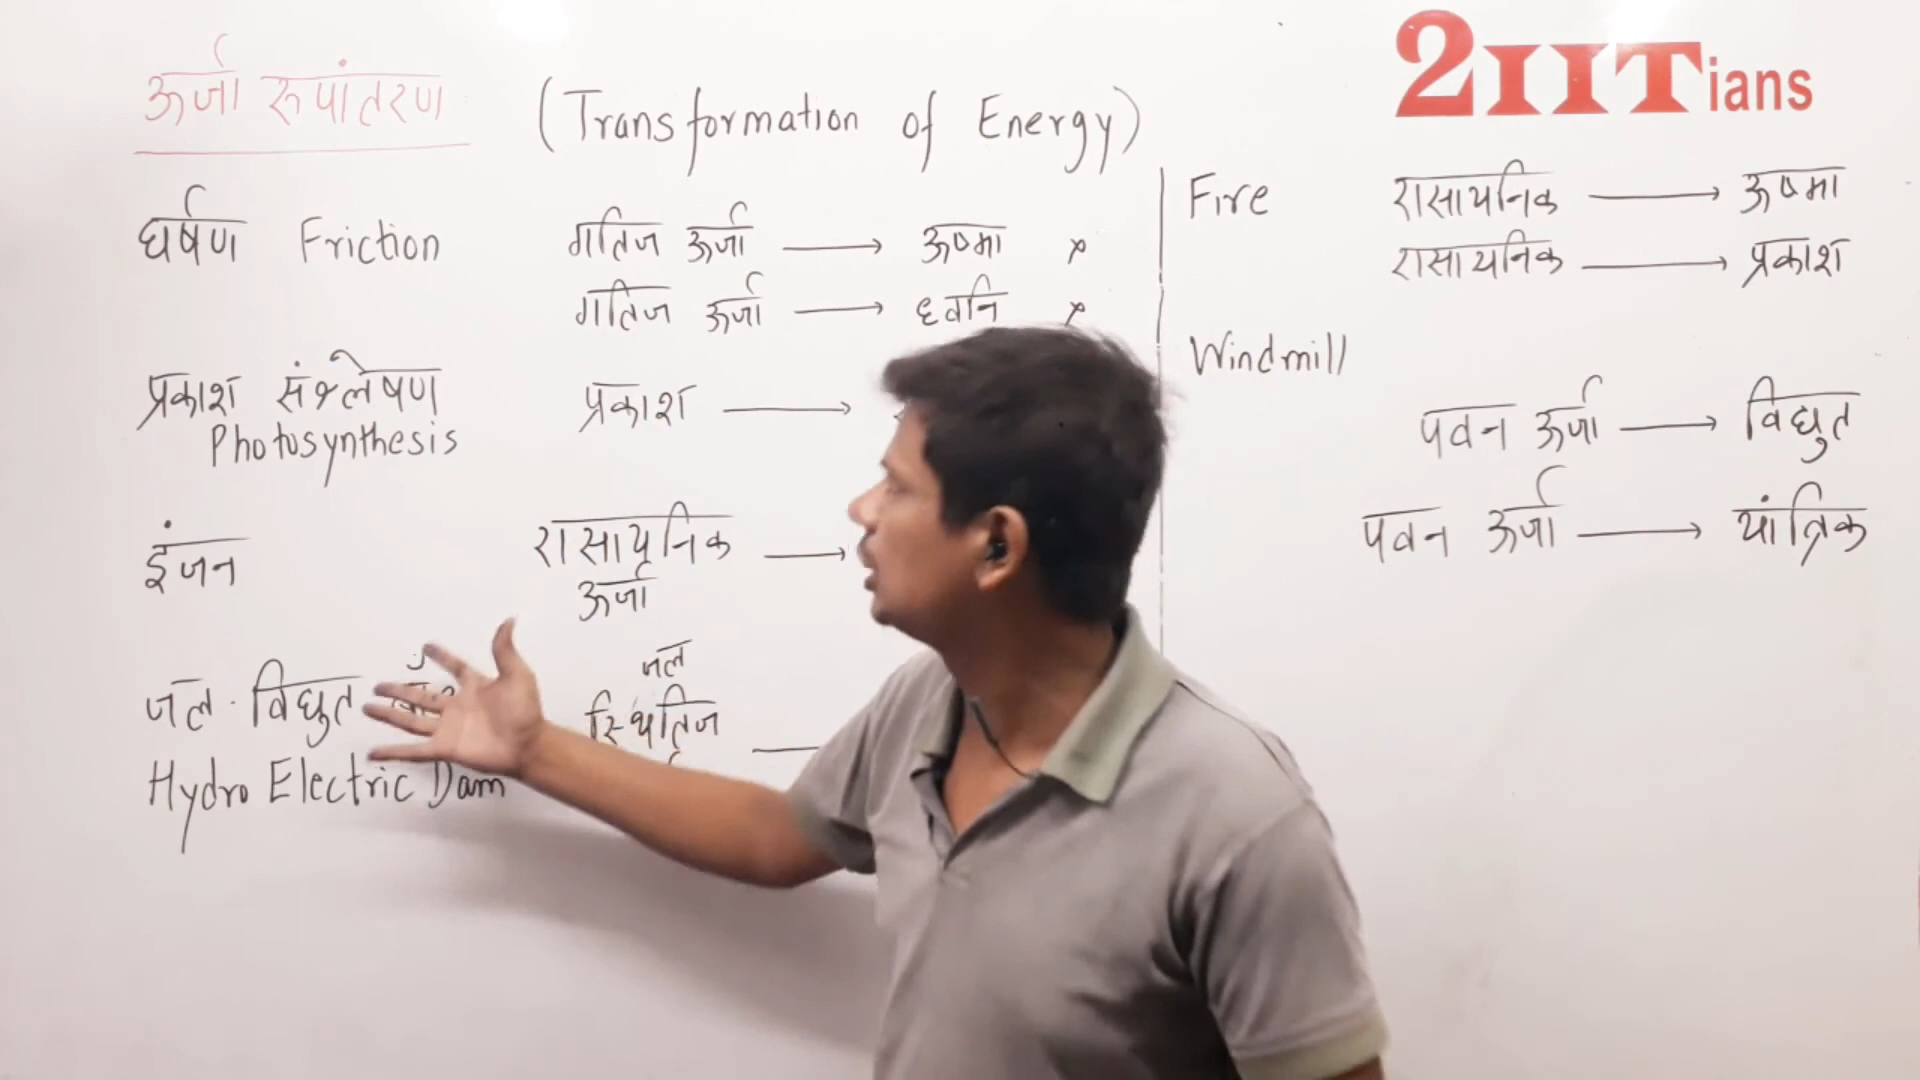 ऊर्जा रूपांतरण (Transformation of Energy)
2IITians
घर्षण Friction
गतिज ऊर्जा ⟶ ऊष्मा ×
गतिज ऊर्जा ⟶ ध्वनि ×
प्रकाश संश्लेषण
Photosynthesis
प्रकाश ⟶
इंजन
रासायनिक ⟶
ऊर्जा
जल विद्युत
Hydro Electric Dam
जल
स्थितिज
Fire
रासायनिक ⟶ ऊष्मा
रासायनिक ⟶ प्रकाश
Windmill
पवन ऊर्जा ⟶ विद्युत
पवन ऊर्जा ⟶ यांत्रिक